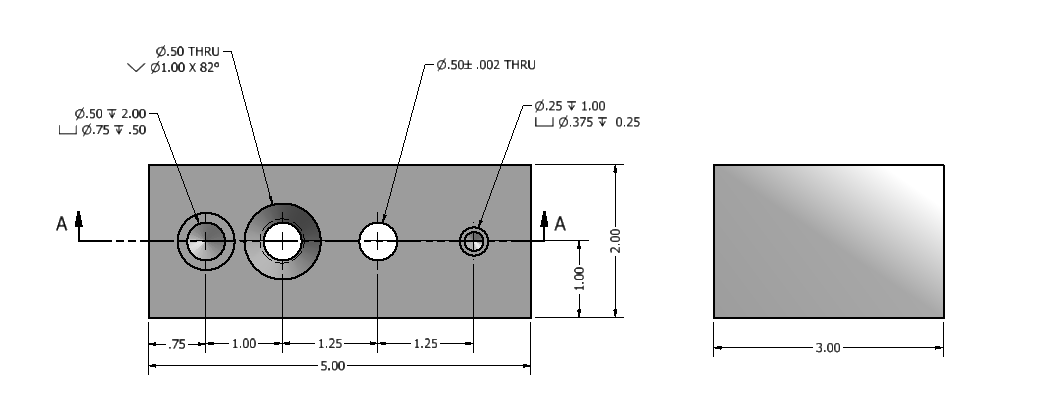 Ø.50 THRU
⌵ Ø1.00 X 82°
Ø.50± .002 THRU
Ø.50 ↧ 2.00
⌴ Ø.75 ↧ .50
Ø.25 ↧ 1.00
⌴ Ø.375 ↧ 0.25
A
A
2.00
1.00
.75
1.00
1.25
1.25
5.00
3.00